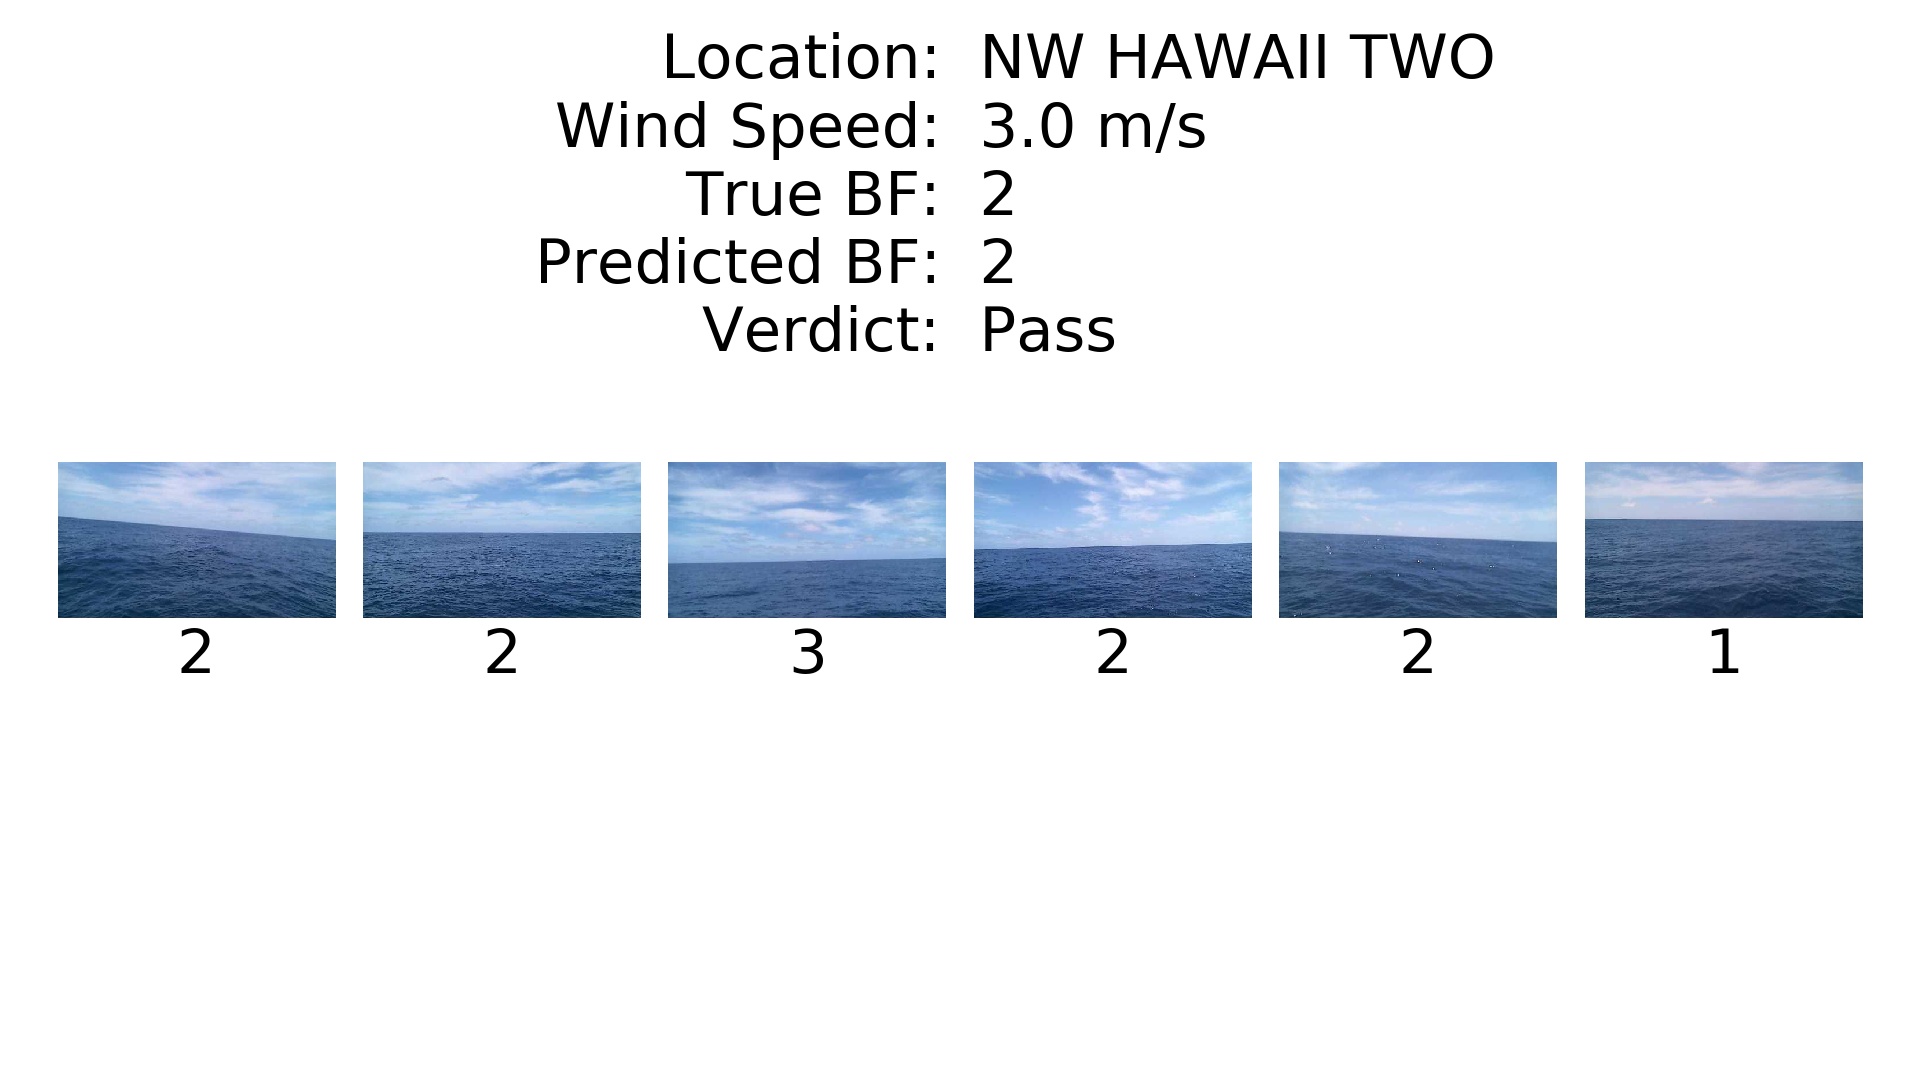 Location: NW HAWAII TWO
Wind Speed: 3.0 m/s
True BF: 2
Predicted BF: 2
Verdict: Pass
2 2 3 2 2 1